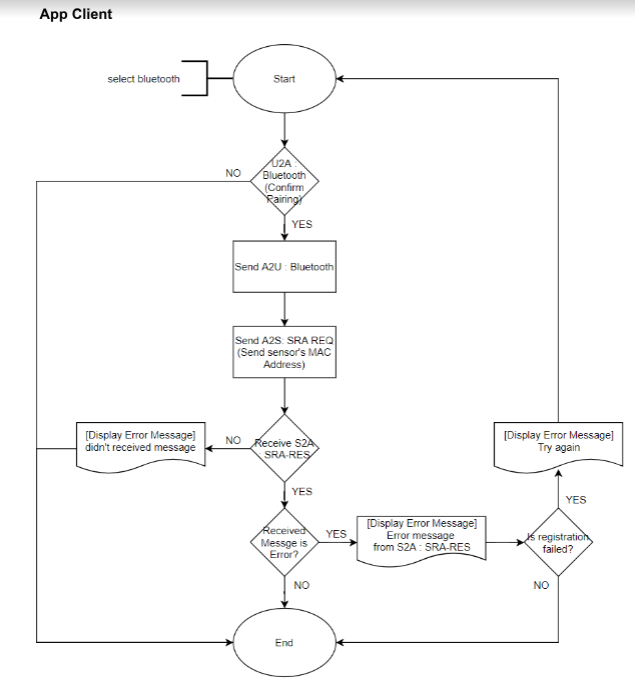 App Client
select bluetooth
Start
U2A :
Bluetooth
(Confirm
Pairing)
NO
YES
Send A2U : Bluetooth
Send A2S: SRA REQ
(Send sensor's MAC
Address)
[Display Error Message]
didn't received message
NO
Receive S2A
SRA-RES
YES
[Display Error Message]
Try again
YES
Received
Messge is
Error?
YES
[Display Error Message]
Error message
from S2A : SRA-RES
Is registration
failed?
NO
NO
End